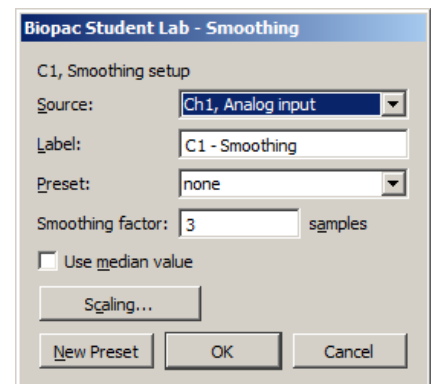 Biopac Student Lab - Smoothing
C1, Smoothing setup
Source: Ch1, Analog input
Label: C1 - Smoothing
Preset: none
Smoothing factor: 3 samples
Use median value
Scaling...
New Preset OK Cancel